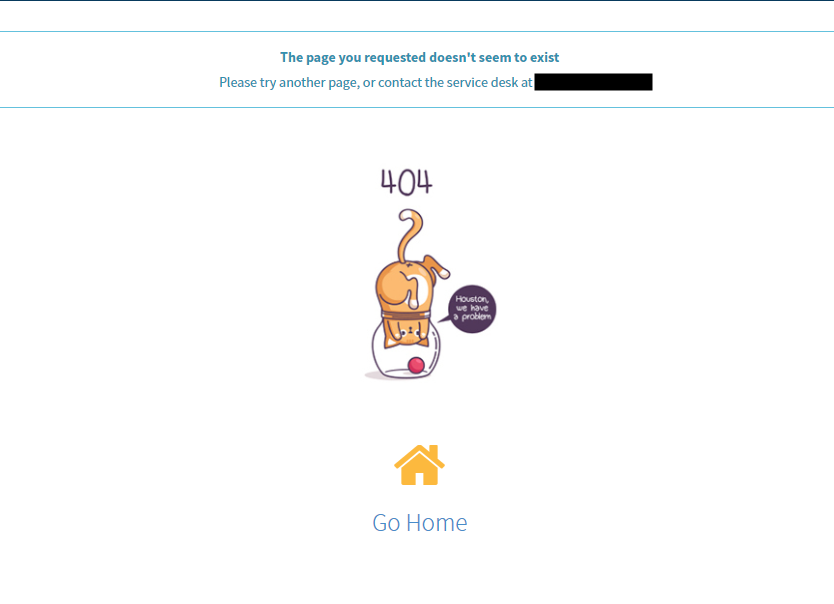 The page you requested doesn't seem to exist
Please try another page, or contact the service desk at
404
Houston,
we have
a problem
Go Home